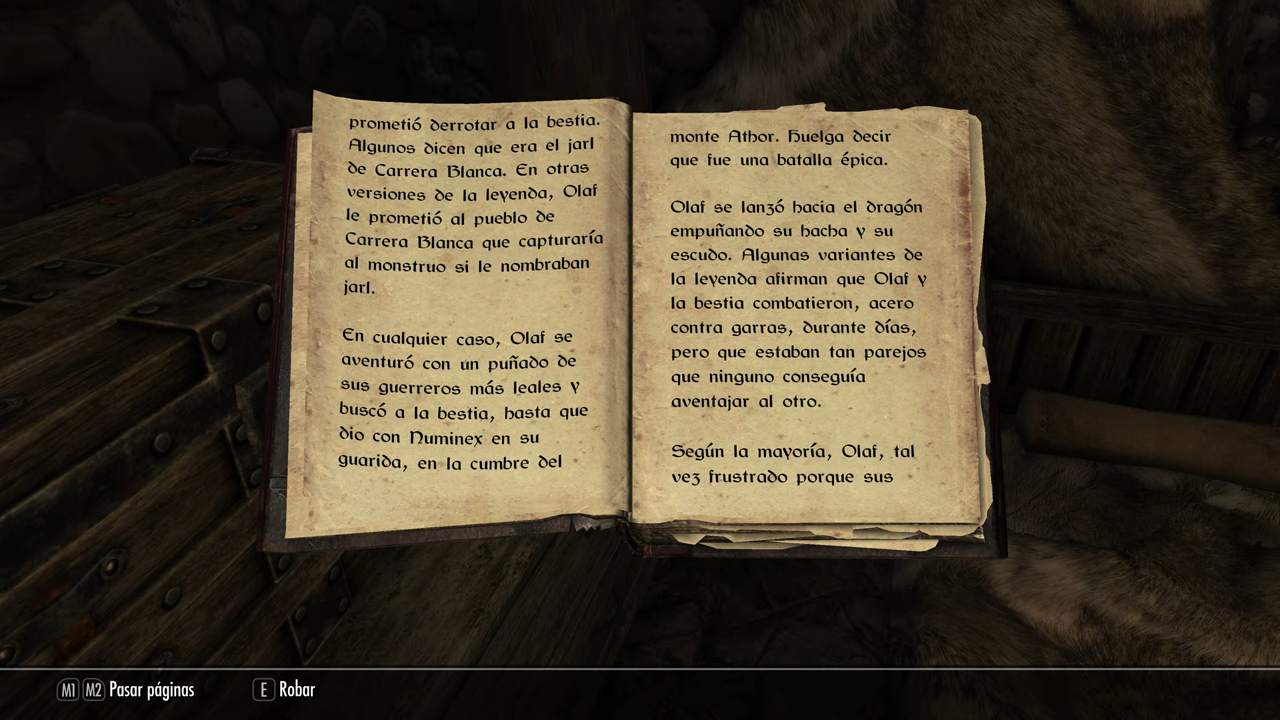 prometió derrotar a la bestia.
Algunos dicen que era el jarl
de Carrera Blanca. En otras
versiones de la leyenda, Olaf
le prometió al pueblo de
Carrera Blanca que capturaría
al monstruo si le nombraban
jarl.
En cualquier caso, Olaf se
aventuró con un puñado de
sus guerreros más leales y
buscó a la bestia, hasta que
dio con Numinex en su
guarida, en la cumbre del
monte Athor. Huelga decir
que fue una batalla épica.
Olaf se lanzó hacia el dragón
empuñando su hacha y su
escudo. Algunas variantes de
la leyenda afirman que Olaf y
la bestia combatieron, acero
contra garras, durante días,
pero que estaban tan parejos
que ninguno conseguía
aventajar al otro.
Según la mayoría, Olaf, tal
vez frustrado porque sus
M1 M2 Pasar páginas E Robar